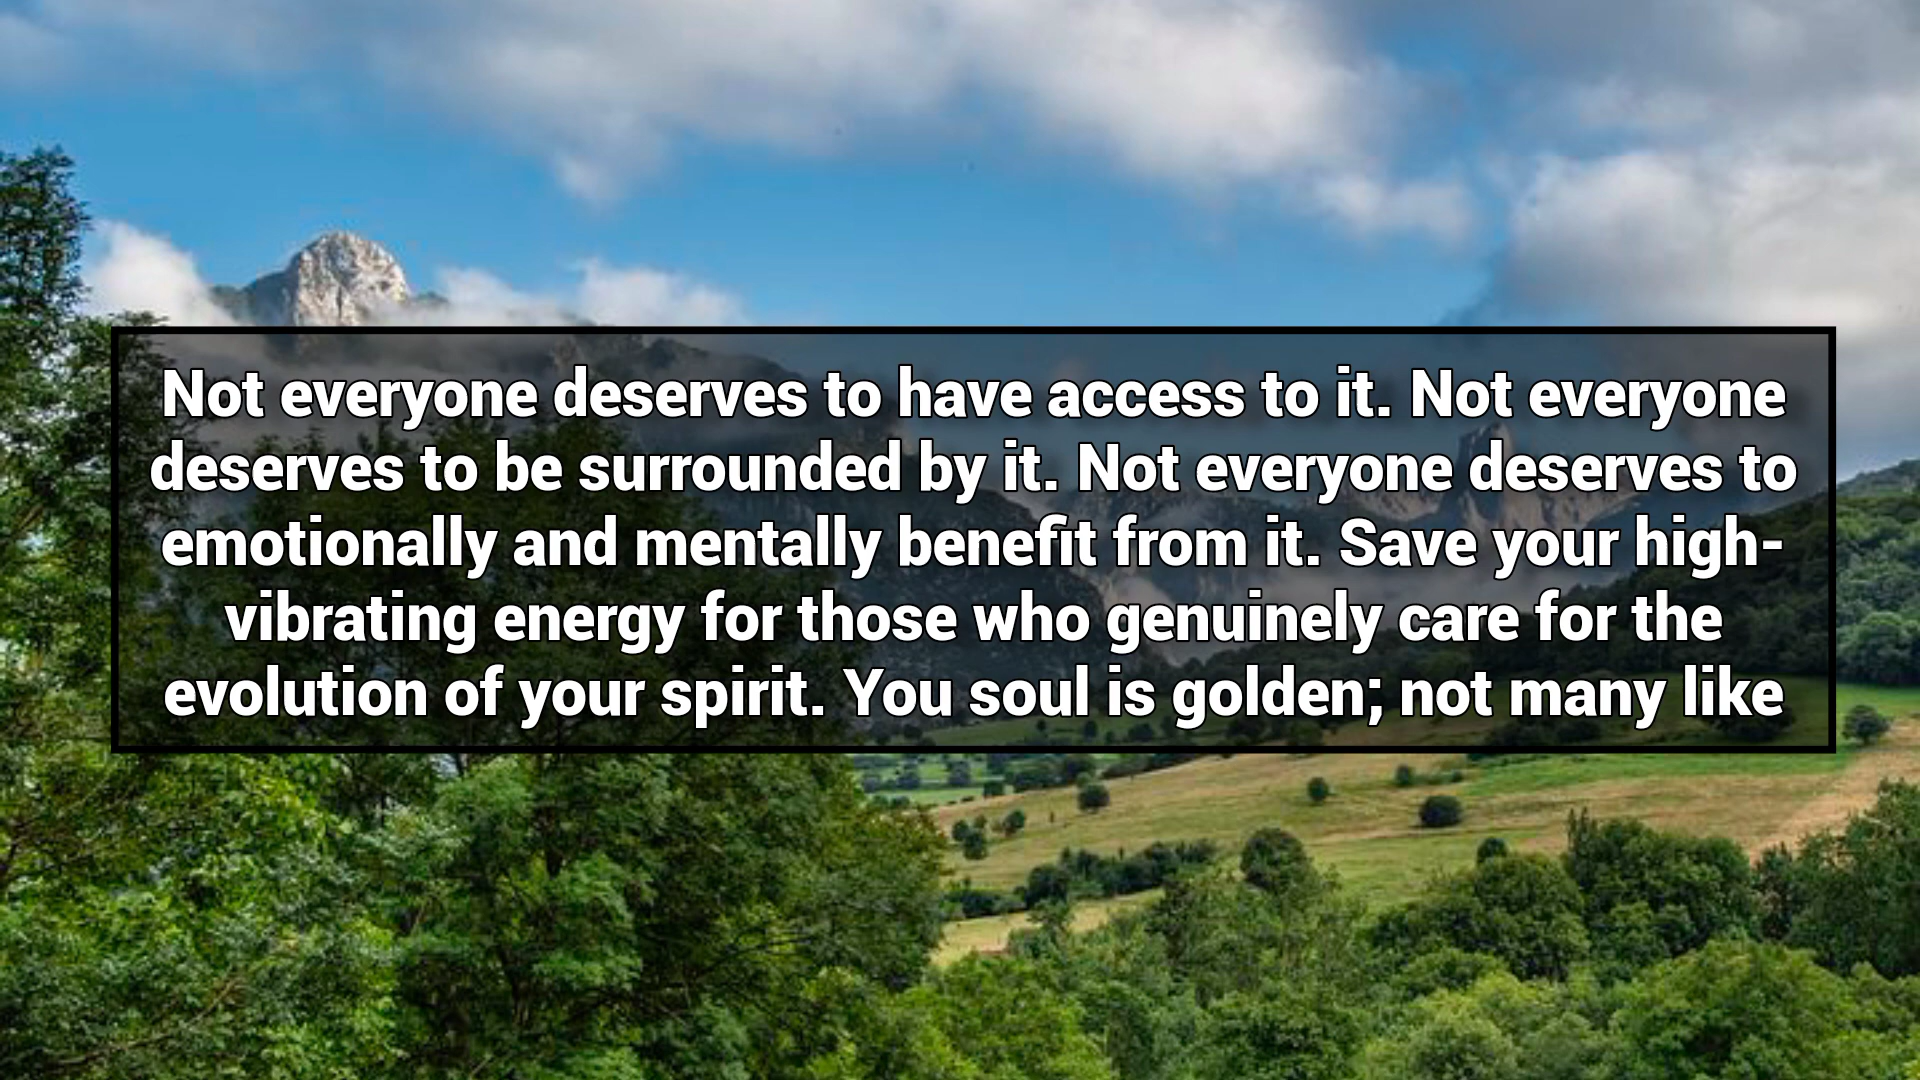 Not everyone deserves to have access to it. Not everyone
deserves to be surrounded by it. Not everyone deserves to
emotionally and mentally benefit from it. Save your high-
vibrating energy for those who genuinely care for the
evolution of your spirit. You soul is golden; not many like